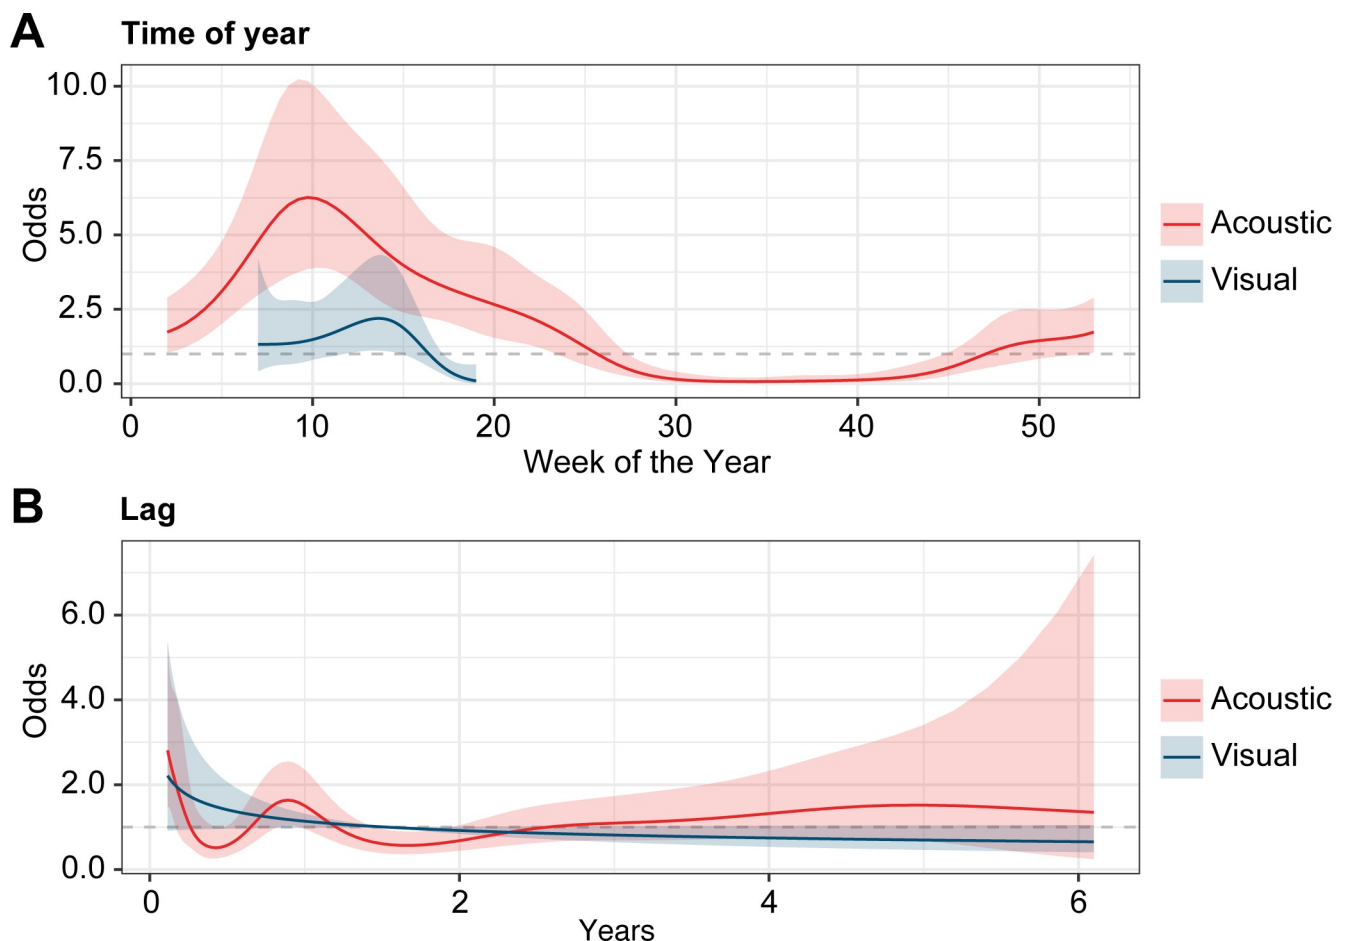 A Time of year
10.0
7.5
5.0
2.5
0.0
Odds
0 10 20 30 40 50
Week of the Year
Acoustic
Visual
B Lag
6.0
4.0
2.0
0.0
Odds
0 2 4 6
Years
Acoustic
Visual